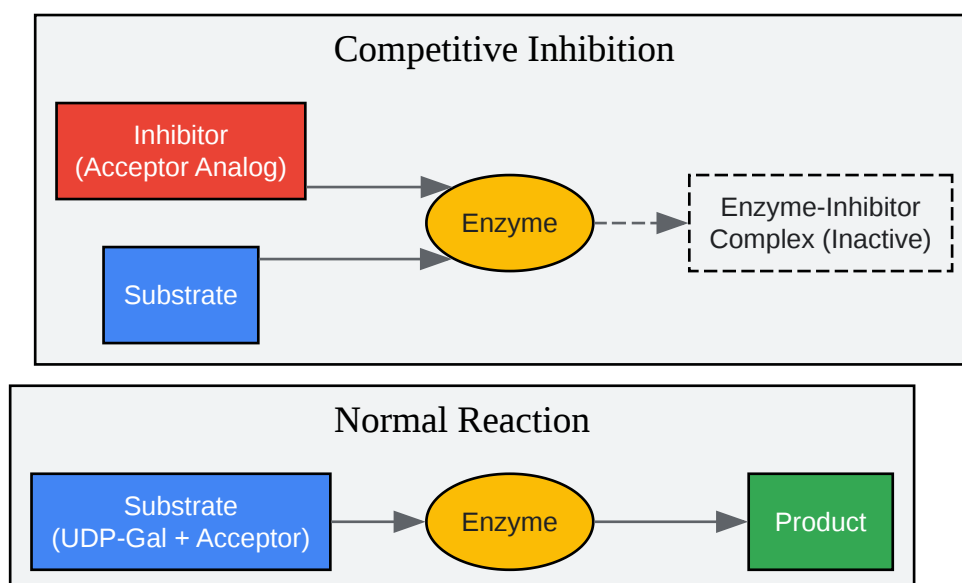 Competitive Inhibition
Inhibitor
(Acceptor Analog)
Substrate
Enzyme
Enzyme-Inhibitor
Complex (Inactive)
Normal Reaction
Substrate
(UDP-Gal + Acceptor)
Enzyme
Product